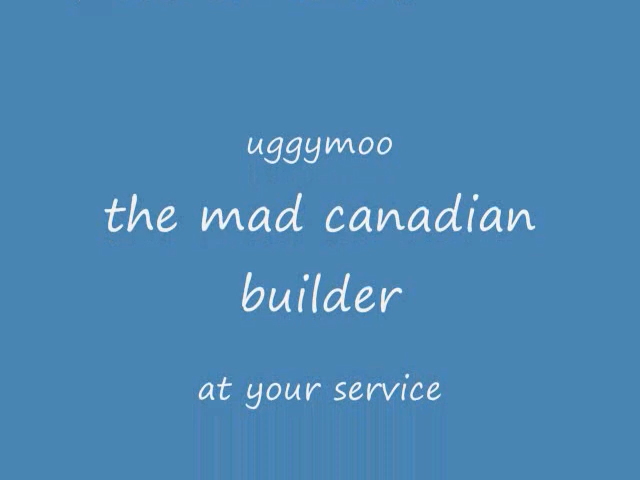 uggymoo
the mad canadian
builder
at your service